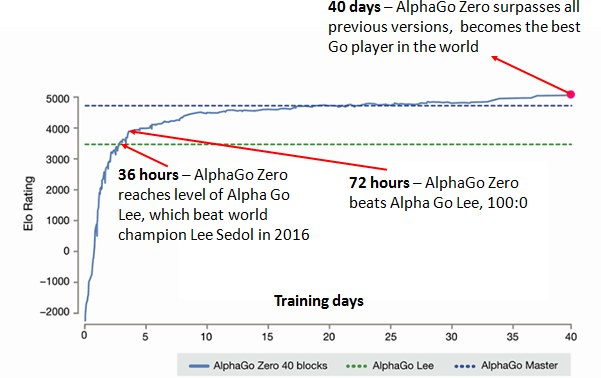 40 days – AlphaGo Zero surpasses all
previous versions,  becomes the best
Go player in the world
5000
4000
3000
2000
1000
0
−1000
−2000
Elo Rating
36 hours – AlphaGo Zero
reaches level of Alpha Go
Lee, which beat world
champion Lee Sedol in 2016
72 hours – AlphaGo Zero
beats Alpha Go Lee, 100:0
Training days
0 5 10 15 20 25 30 35 40
AlphaGo Zero 40 blocks AlphaGo Lee AlphaGo Master